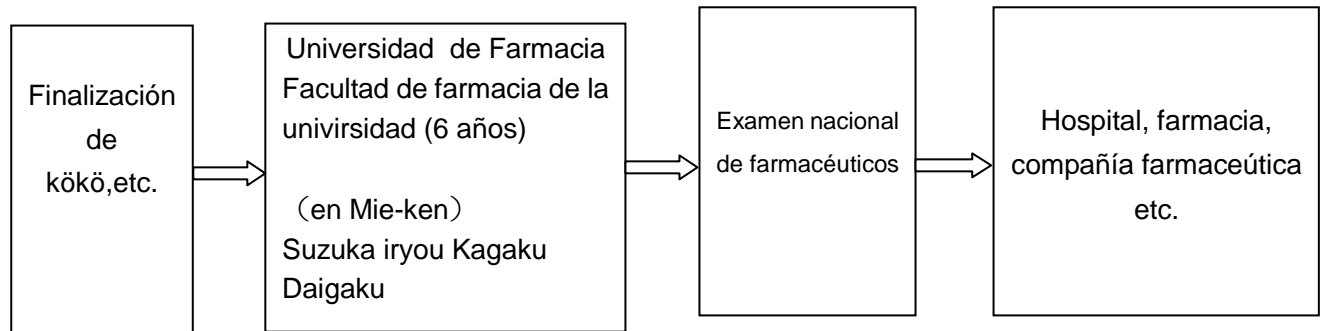 Finalización
de
kökö,etc.
Universidad de Farmacia
Facultad de farmacia de la
univirsidad (6 años)
（en Mie-ken）
Suzuka iryou Kagaku
Daigaku
Examen nacional
de farmacéuticos
Hospital, farmacia,
compañía farmaceútica
etc.